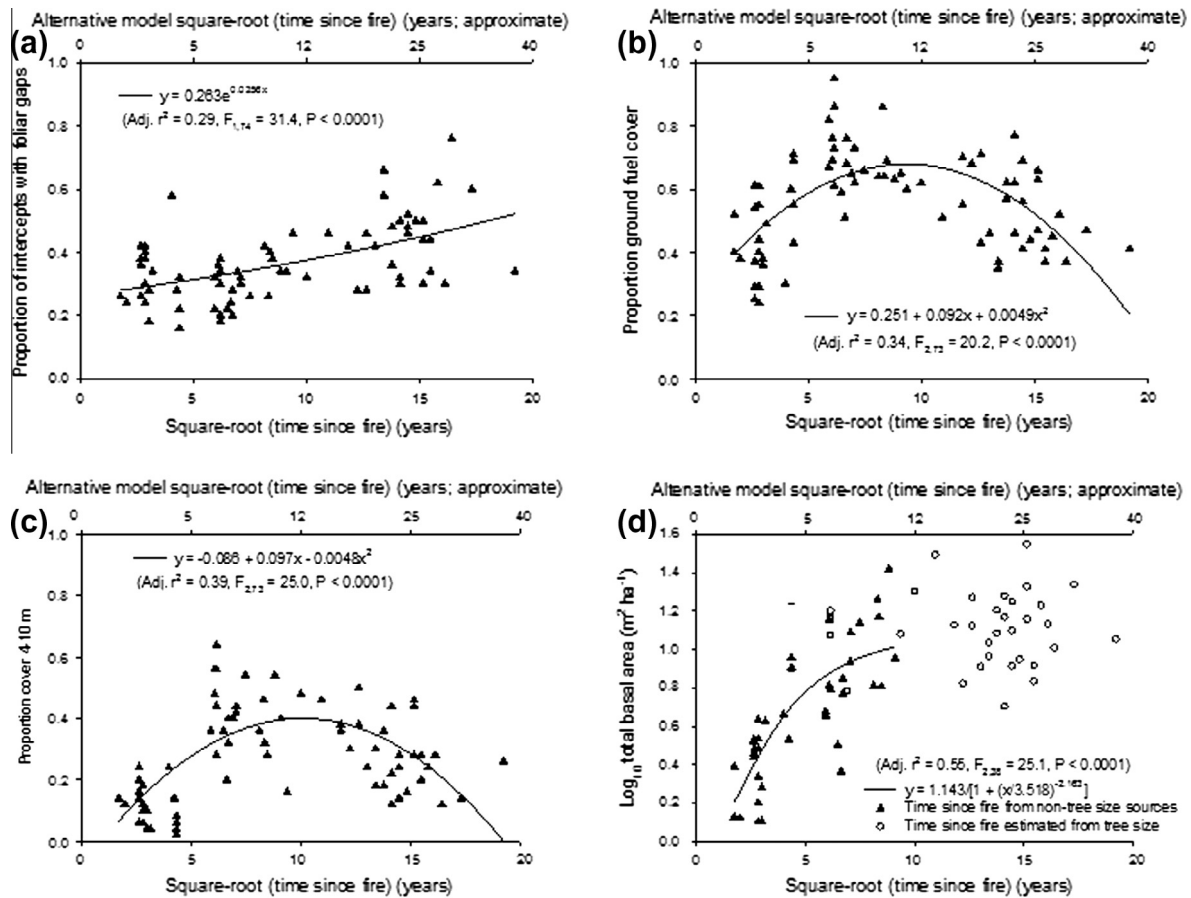 Alternative model square-root (time since fire) (years; approximate)
(a)
0 5 12 25 40
1.0
0.8
0.6
0.4
0.2
0.0
Proportion of intercepts with foliar gaps
y = 0.263e^0.0256x
(Adj. r² = 0.29, F1,74 = 31.4, P < 0.0001)
0 5 10 15 20
Square-root (time since fire) (years)
Alternative model square-root (time since fire) (years; approximate)
(b)
0 5 12 25 40
1.0
0.8
0.6
0.4
0.2
0.0
Proportion ground fuel cover
y = 0.251 + 0.092x + 0.0049x²
(Adj. r² = 0.34, F2,73 = 20.2, P < 0.0001)
0 5 10 15 20
Square-root (time since fire) (years)
Alternative model square-root (time since fire) (years; approximate)
(c)
0 5 12 25 40
1.0
0.8
0.6
0.4
0.2
0.0
Proportion cover 4-10 m
y = -0.086 + 0.097x - 0.0048x²
(Adj. r² = 0.39, F2,73 = 25.0, P < 0.0001)
0 5 10 15 20
Square-root (time since fire) (years)
Alternative model square-root (time since fire) (years; approximate)
(d)
0 5 12 25 40
1.6
1.4
1.2
1.0
0.8
0.6
0.4
0.2
0.0
Log10 total basal area (m² ha⁻¹)
(Adj. r² = 0.55, P < 0.0001)
y = 1.143/[1 + (x/3.518)^-2.163]
Time since fire from non-tree size sources
Time since fire estimated from tree size
0 5 10 15 20
Square-root (time since fire) (years)